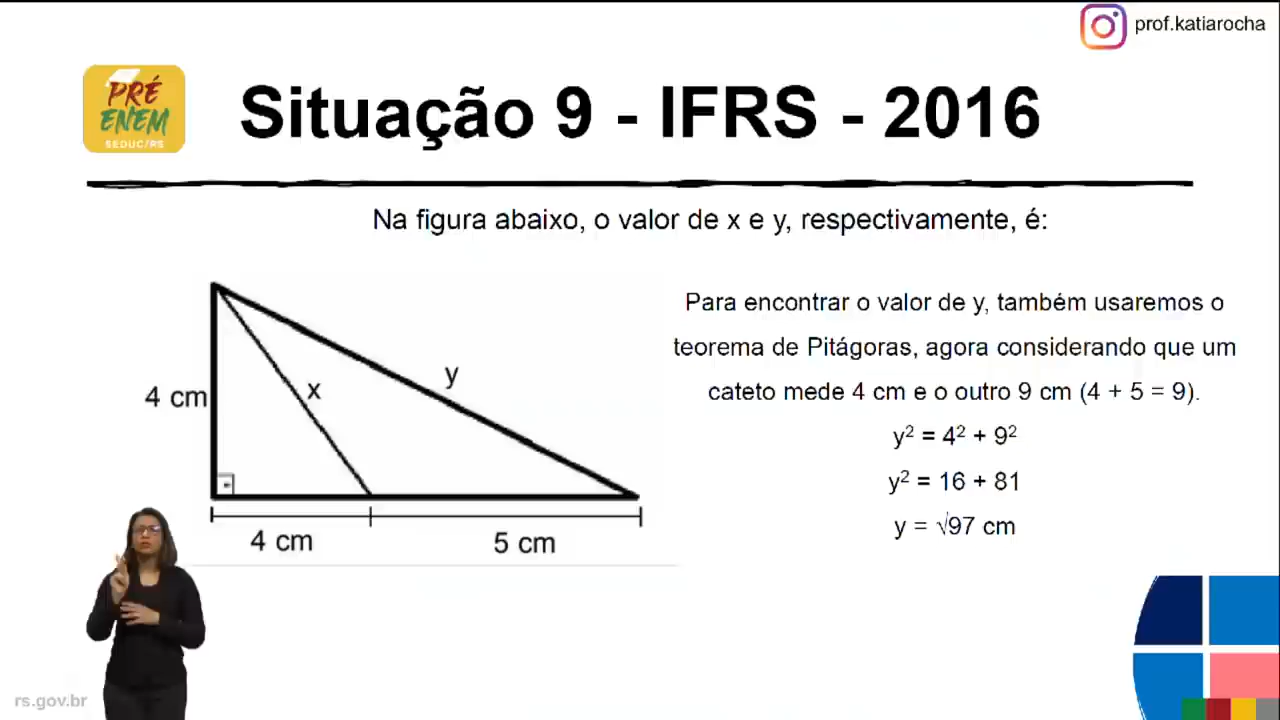 prof.katiarocha
PRÉ
ENEM
SEDUC/RS
Situação 9 - IFRS - 2016
Na figura abaixo, o valor de x e y, respectivamente, é:
Para encontrar o valor de y, também usaremos o
teorema de Pitágoras, agora considerando que um
cateto mede 4 cm e o outro 9 cm (4 + 5 = 9).
y² = 4² + 9²
y² = 16 + 81
y = √97 cm
4 cm
x
y
4 cm
5 cm
rs.gov.br